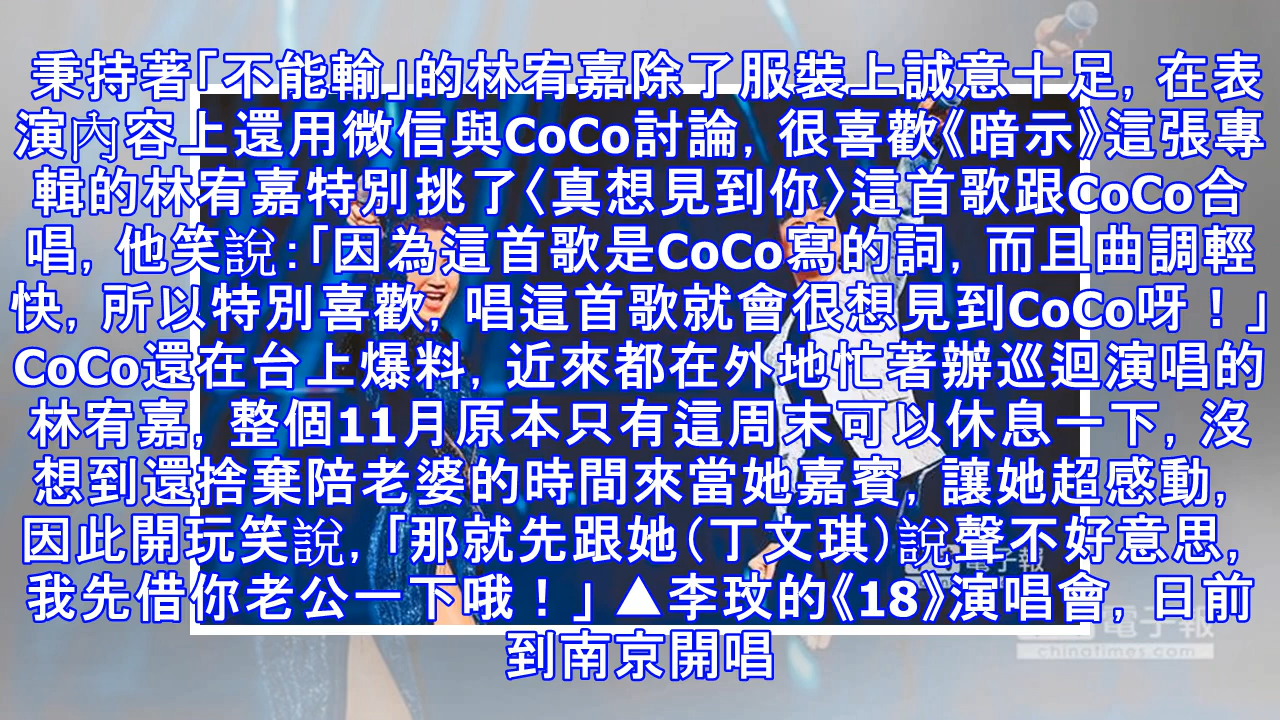 秉持著「不能輸」的林宥嘉除了服裝上誠意十足, 在表
演內容上還用微信與CoCo討論, 很喜歡《暗示》這張專
輯的林宥嘉特別挑了〈真想見到你〉這首歌跟CoCo合
唱, 他笑說:「因為這首歌是CoCo寫的詞, 而且曲調輕
快, 所以特別喜歡, 唱這首歌就會很想見到CoCo呀！」
CoCo還在台上爆料, 近來都在外地忙著辦巡迴演唱的
林宥嘉, 整個11月原本只有這周末可以休息一下, 沒
想到還捨棄陪老婆的時間來當她嘉賓, 讓她超感動,
因此開玩笑說, 「那就先跟她（丁文琪）說聲不好意思,
我先借你老公一下哦！」▲李玟的《18》演唱會, 日前
到南京開唱
電子報
chinatimes.com